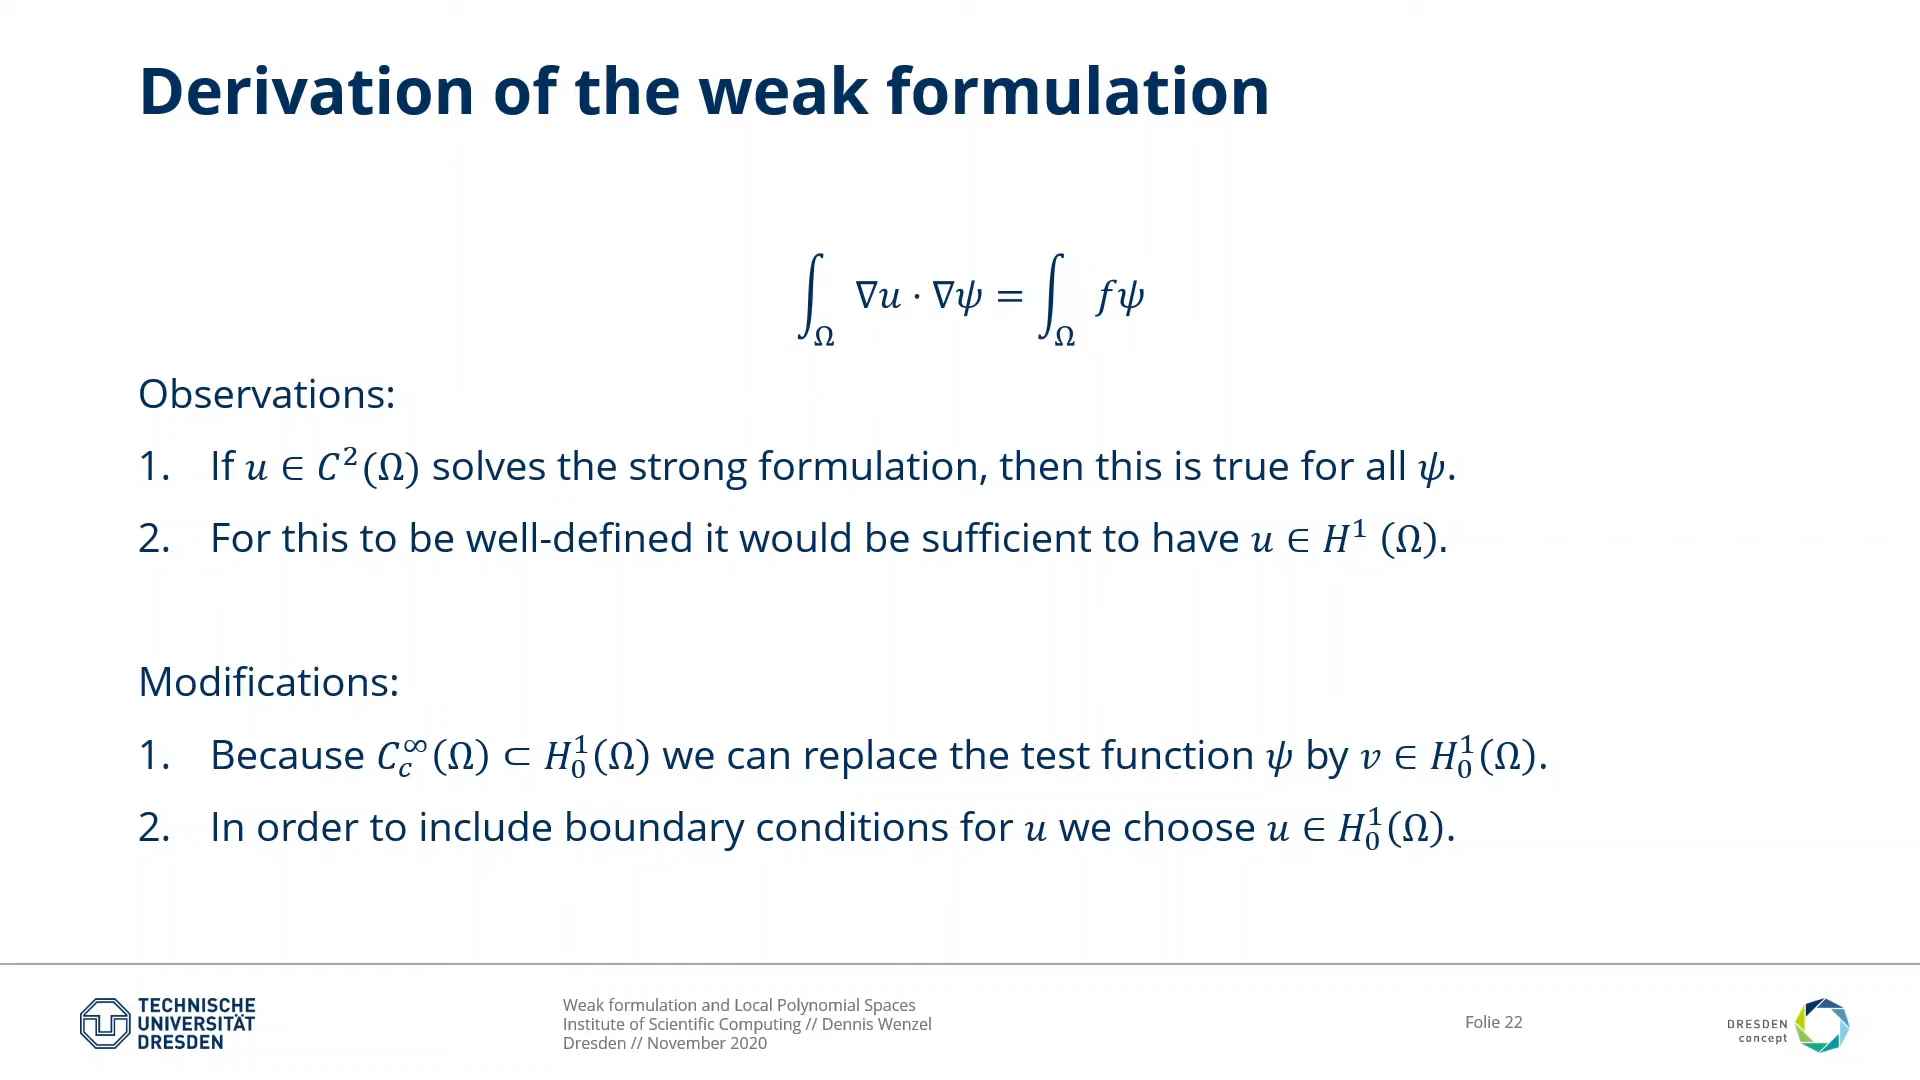 Derivation of the weak formulation
∫_Ω ∇u · ∇ψ = ∫_Ω fψ
Observations:
1. If u ∈ C²(Ω) solves the strong formulation, then this is true for all ψ.
2. For this to be well-defined it would be sufficient to have u ∈ H¹ (Ω).
Modifications:
1. Because C_c^∞(Ω) ⊂ H_0^1(Ω) we can replace the test function ψ by v ∈ H_0^1(Ω).
2. In order to include boundary conditions for u we choose u ∈ H_0^1(Ω).
TECHNISCHE
UNIVERSITÄT
DRESDEN
Weak formulation and Local Polynomial Spaces
Institute of Scientific Computing // Dennis Wenzel
Dresden // November 2020
Folie 22
DRESDEN
concept